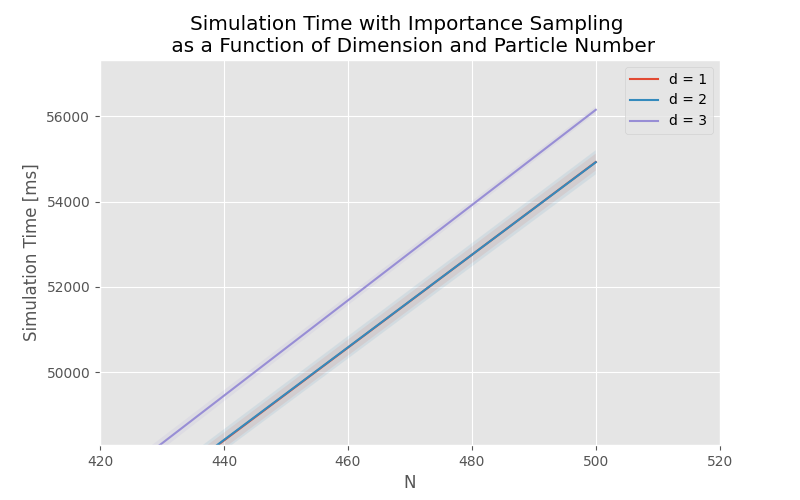 Simulation Time with Importance Sampling
as a Function of Dimension and Particle Number
d = 1
d = 2
d = 3
Simulation Time [ms]
56000
54000
52000
50000
420
440
460
480
500
520
N